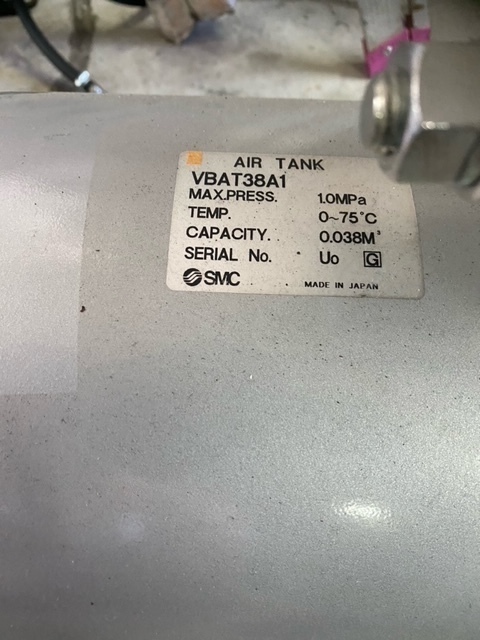 AIR TANK
VBAT38A1
MAX.PRESS. 1.0MPa
TEMP. 0~75°C
CAPACITY. 0.038M³
SERIAL No. Uo G
SMC MADE IN JAPAN